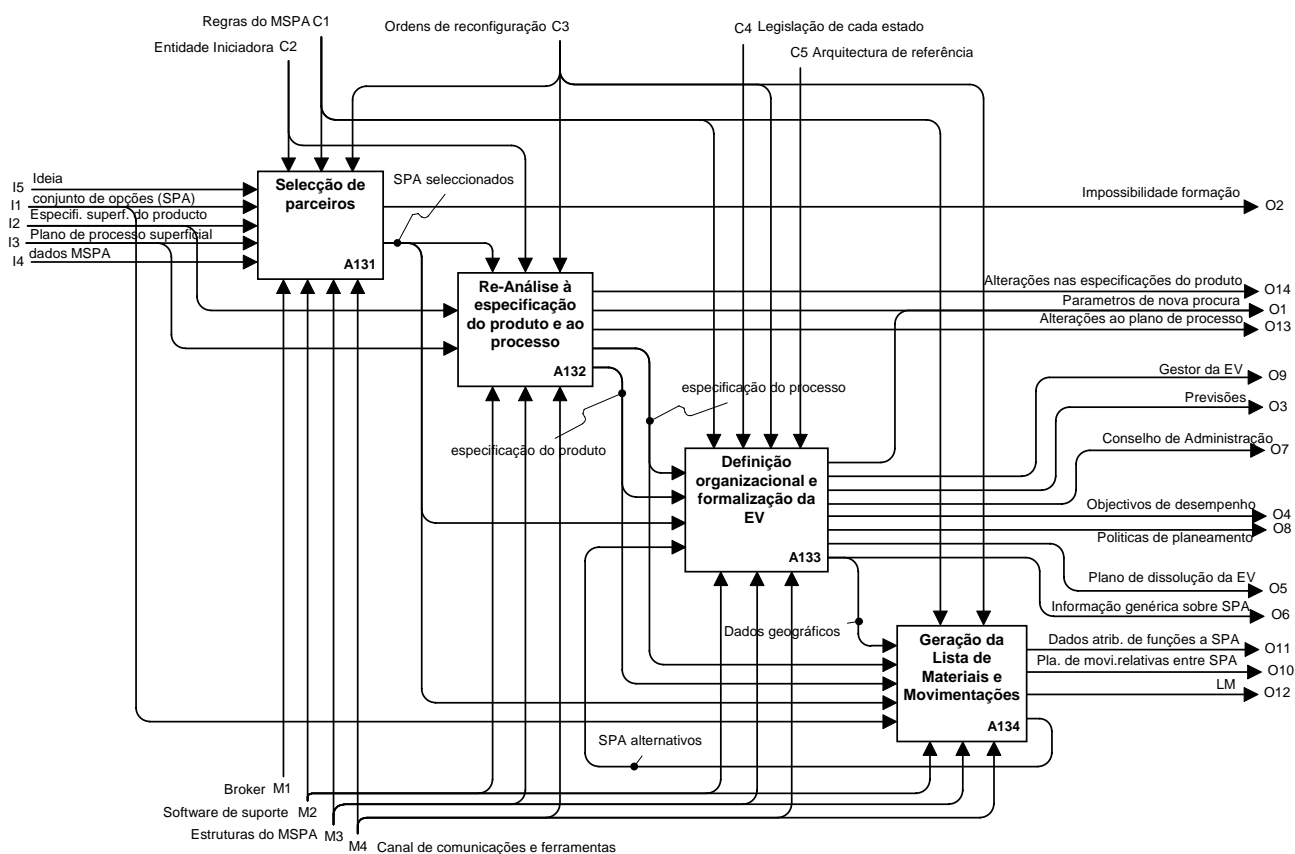 Regras do MSPA C1
Ordens de reconfiguração C3
C4 Legislação de cada estado
Entidade Iniciadora C2
C5 Arquitectura de referência
I5 Ideia
I1 conjunto de opções (SPA)
I2 Especifi. superf. do producto
I3 Plano de processo superficial
I4 dados MSPA
Selecção de
parceiros
A131
SPA seleccionados
Impossibilidade formação O2
Re-Análise à
especificação
do produto e ao
processo
A132
Alterações nas especificações do produto O14
Parametros de nova procura O1
Alterações ao plano de processo O13
especificação do processo
especificação do produto
Gestor da EV O9
Previsões O3
Conselho de Administração O7
Definição
organizacional e
formalização da
EV
A133
Objectivos de desempenho O4
Politicas de planeamento O8
Plano de dissolução da EV O5
Informação genérica sobre SPA O6
Dados geográficos
Geração da
Lista de
Materiais e
Movimentações
A134
Dados atrib. de funções a SPA O11
Pla. de movi.relativas entre SPA O10
LM O12
SPA alternativos
Broker M1
Software de suporte M2
Estruturas do MSPA M3
M4 Canal de comunicações e ferramentas